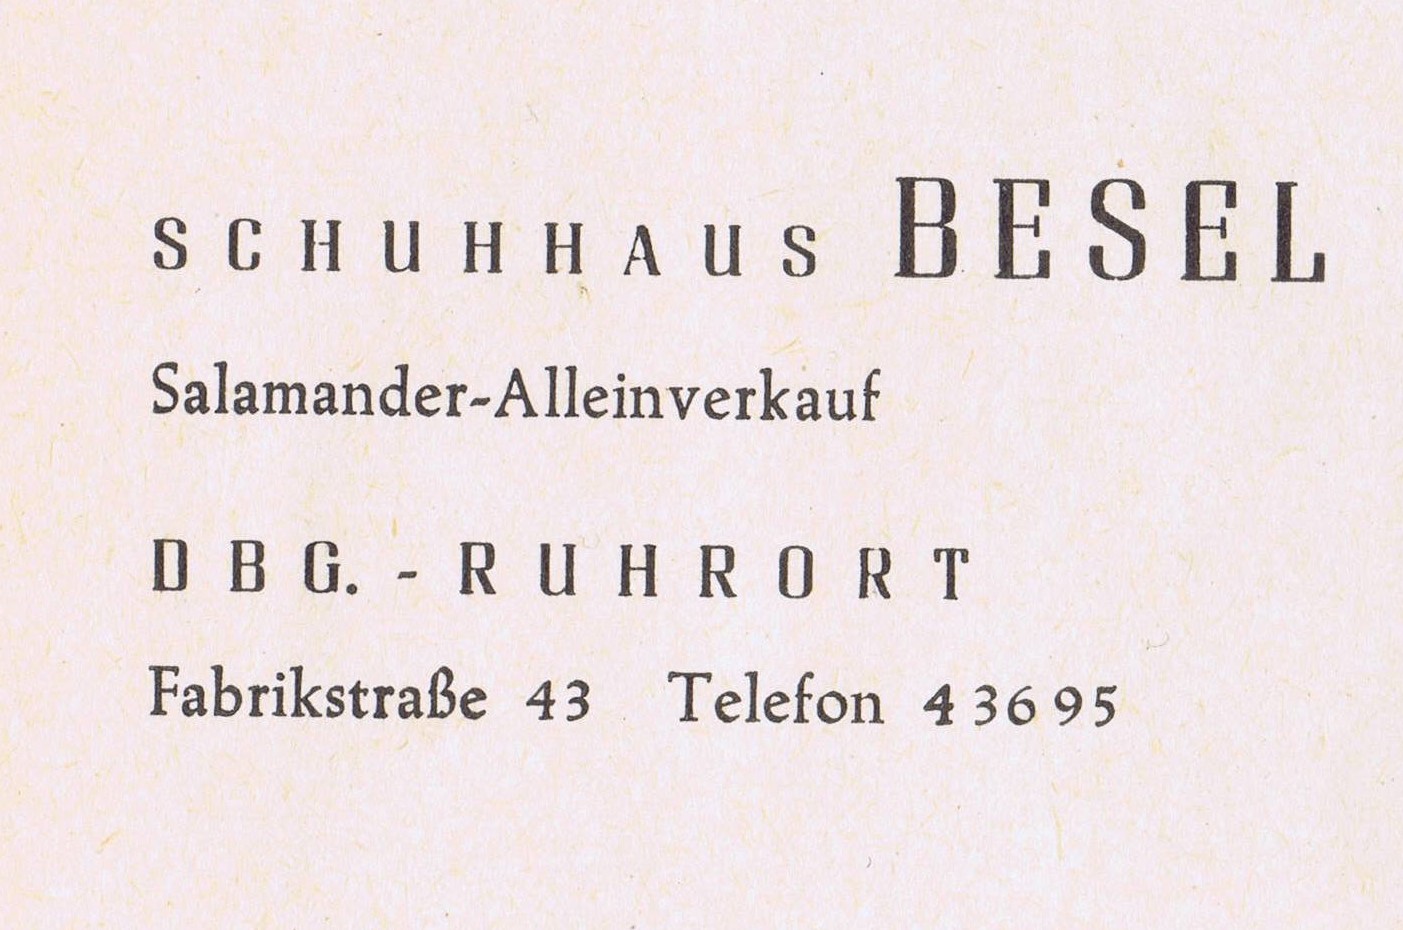 SCHUHHAUS BESEL
Salamander-Alleinverkauf
DBG.-RUHRORT
Fabrikstraße 43 Telefon 43695